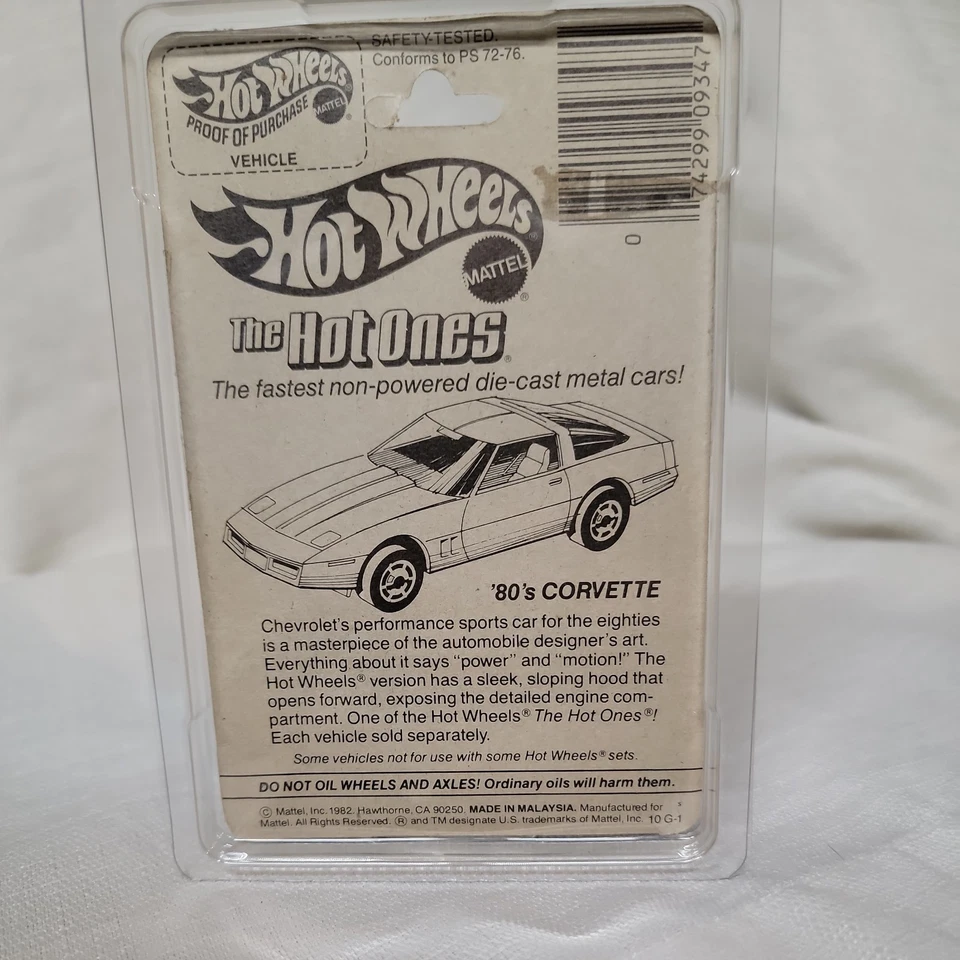 Hot Wheels®
MATTEL
PROOF OF PURCHASE
VEHICLE
SAFETY-TESTED.
Conforms to PS 72-76.
74299 09347
0
Hot Wheels®
MATTEL®
The Hot Ones®
The fastest non-powered die-cast metal cars!
'80's CORVETTE
Chevrolet's performance sports car for the eighties
is a masterpiece of the automobile designer's art.
Everything about it says "power" and "motion!" The
Hot Wheels® version has a sleek, sloping hood that
opens forward, exposing the detailed engine com-
partment. One of the Hot Wheels® The Hot Ones®!
Each vehicle sold separately.
Some vehicles not for use with some Hot Wheels® sets.
DO NOT OIL WHEELS AND AXLES! Ordinary oils will harm them.
© Mattel, Inc. 1982. Hawthorne, CA 90250. MADE IN MALAYSIA. Manufactured for s
Mattel. All Rights Reserved. ® and TM designate U.S. trademarks of Mattel, Inc. 10 G-1